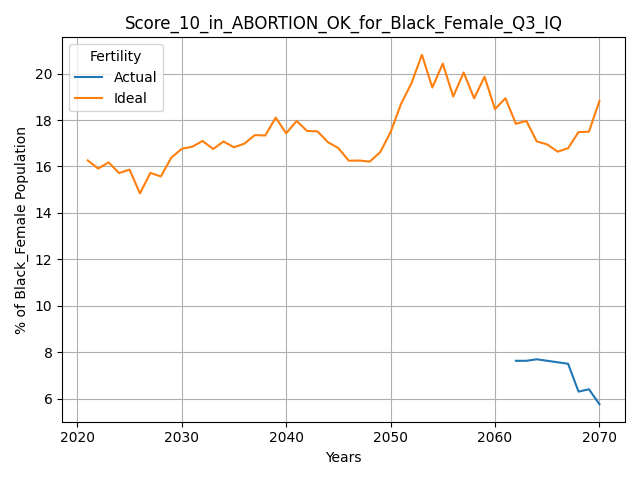 Score_10_in_ABORTION_OK_for_Black_Female_Q3_IQ
Fertility
Actual
Ideal
% of Black_Female Population
20
18
16
14
12
10
8
6
2020 2030 2040 2050 2060 2070
Years